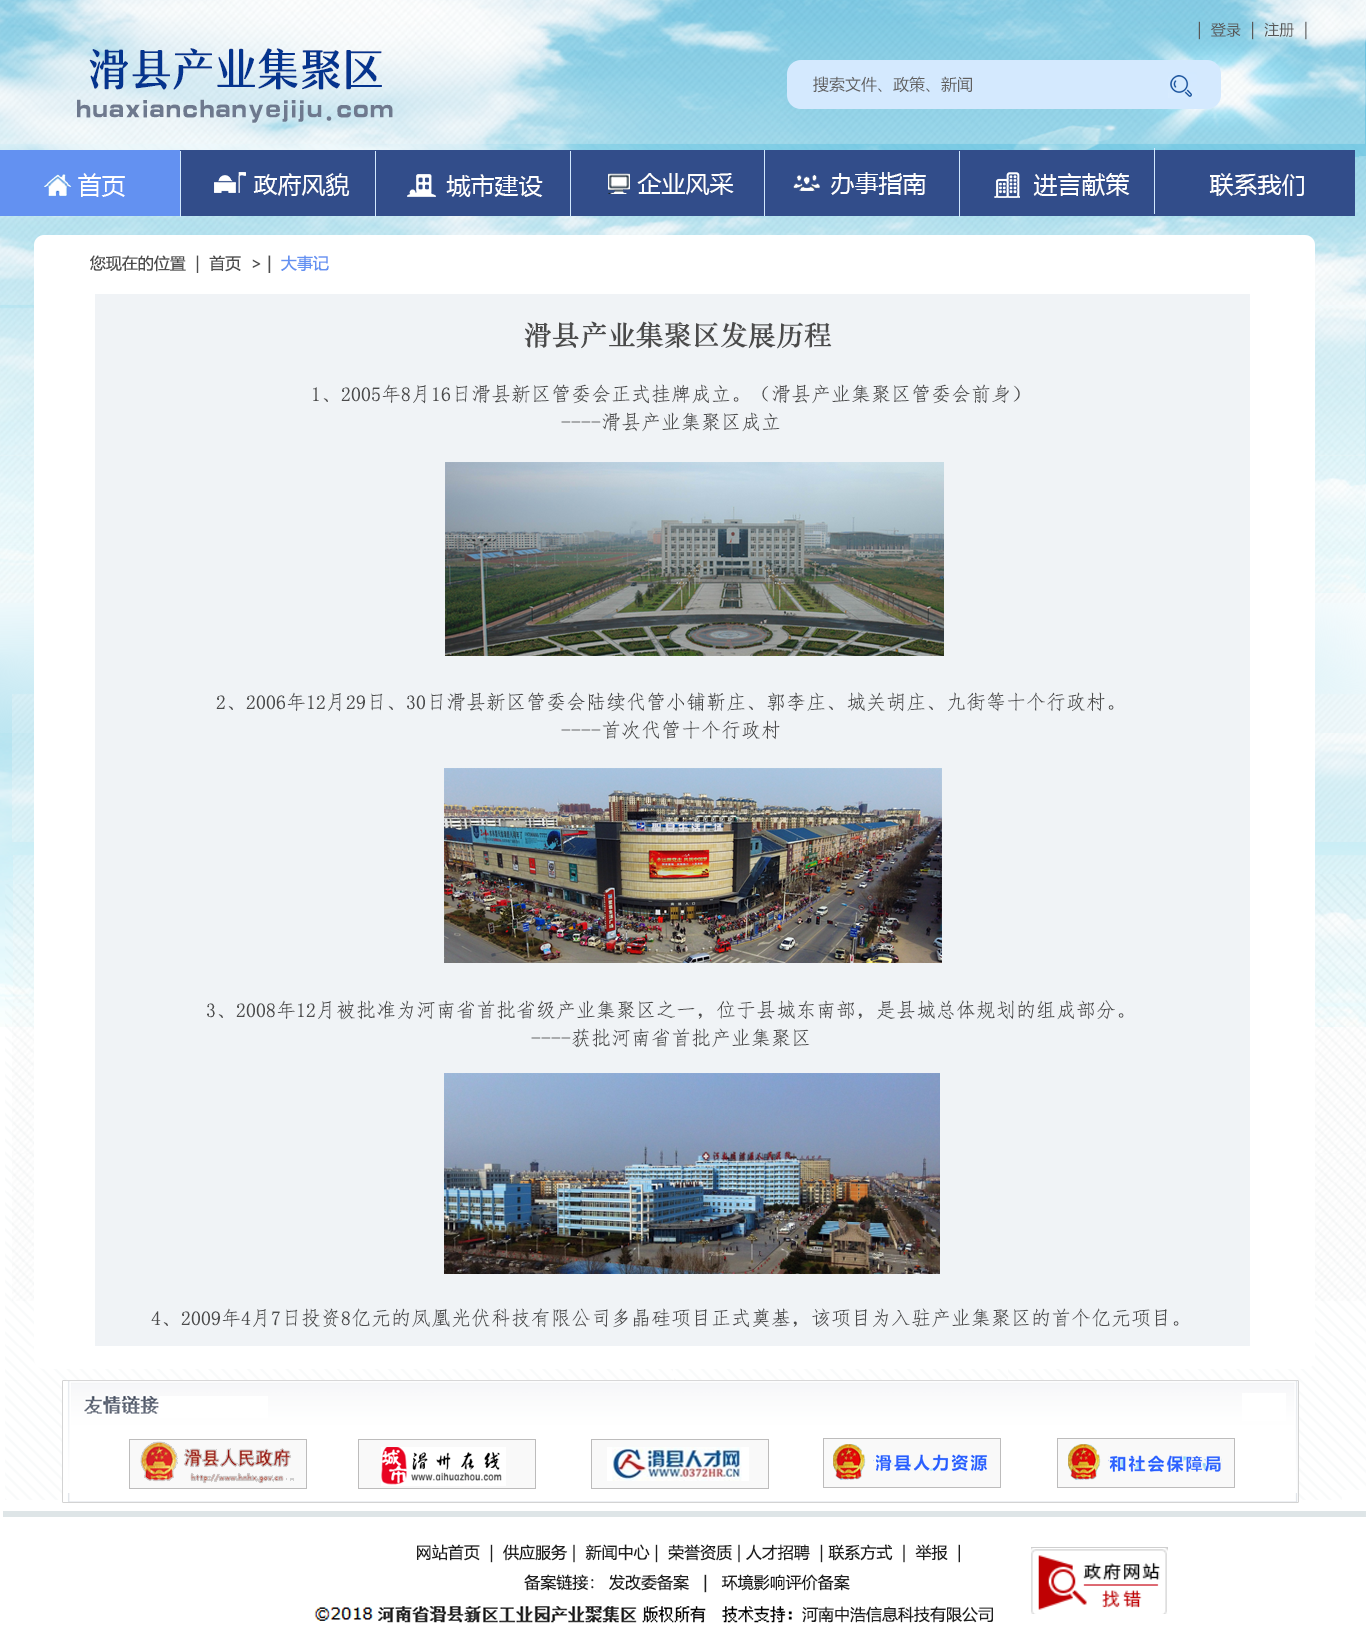 | 登录 | 注册 |
滑县产业集聚区
huaxianchanyejiju.com
搜索文件、政策、新闻
首页 政府风貌 城市建设 企业风采 办事指南 进言献策 联系我们
您现在的位置 | 首页 > | 大事记
滑县产业集聚区发展历程
1、2005年8月16日滑县新区管委会正式挂牌成立。（滑县产业集聚区管委会前身）
----滑县产业集聚区成立
2、2006年12月29日、30日滑县新区管委会陆续代管小铺靳庄、郭李庄、城关胡庄、九街等十个行政村。
----首次代管十个行政村
3、2008年12月被批准为河南省首批省级产业集聚区之一，位于县城东南部，是县城总体规划的组成部分。
----获批河南省首批产业集聚区
4、2009年4月7日投资8亿元的凤凰光伏科技有限公司多晶硅项目正式奠基，该项目为入驻产业集聚区的首个亿元项目。
友情链接
滑县人民政府
http://www.hnhx.gov.cn
城市 滑州在线
www.aihuazhou.com
滑县人才网
WWW.0372HR.CN
滑县人力资源
和社会保障局
网站首页 | 供应服务 | 新闻中心 | 荣誉资质 | 人才招聘 | 联系方式 | 举报 |
备案链接： 发改委备案 | 环境影响评价备案
©2018 河南省滑县新区工业园产业聚集区 版权所有 技术支持：河南中浩信息科技有限公司
政府网站
找错